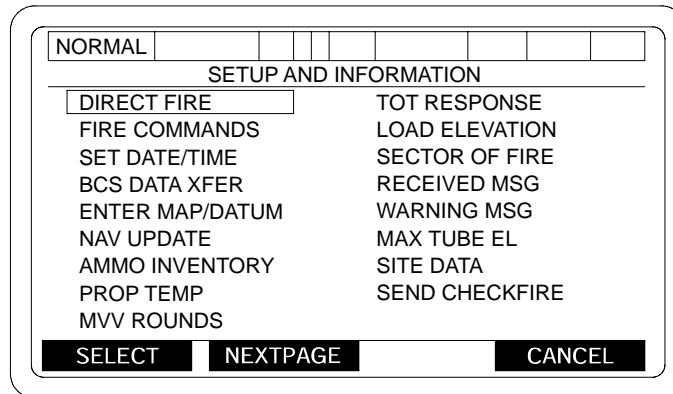 NORMAL
SETUP AND INFORMATION
DIRECT FIRE
FIRE COMMANDS
SET DATE/TIME
BCS DATA XFER
ENTER MAP/DATUM
NAV UPDATE
AMMO INVENTORY
PROP TEMP
MVV ROUNDS
TOT RESPONSE
LOAD ELEVATION
SECTOR OF FIRE
RECEIVED MSG
WARNING MSG
MAX TUBE EL
SITE DATA
SEND CHECKFIRE
SELECT NEXTPAGE CANCEL